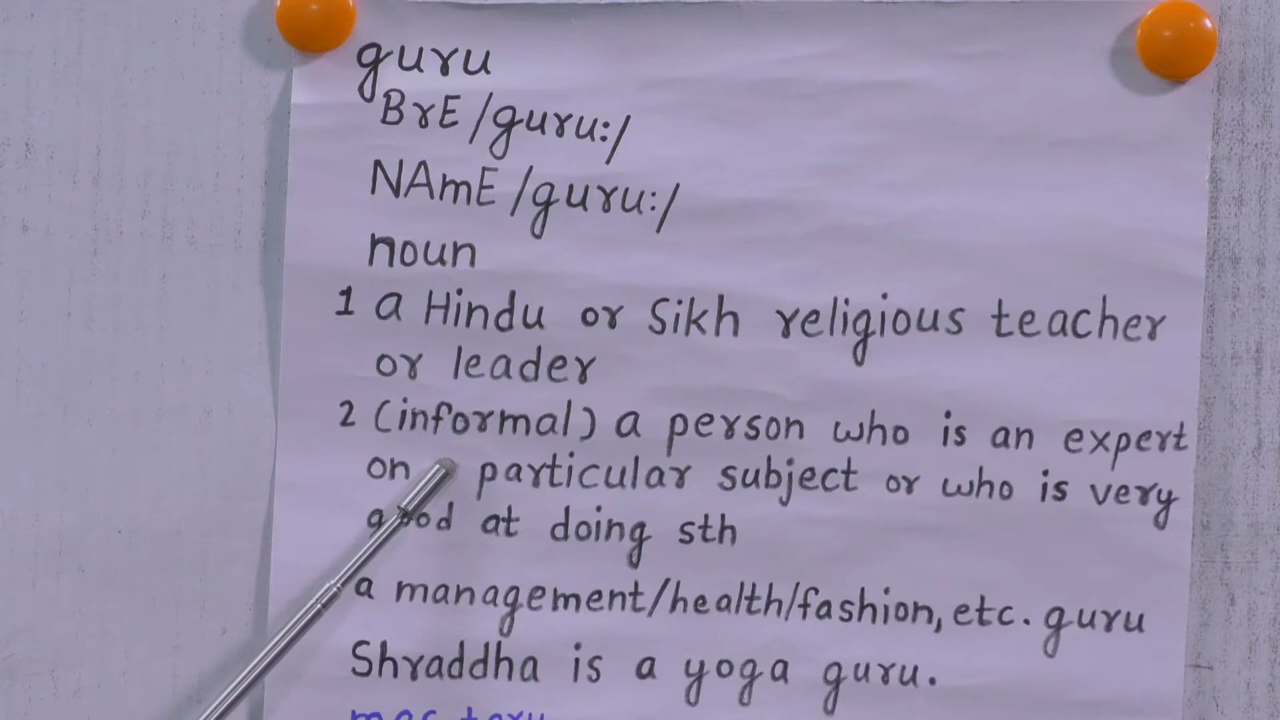 guru
BrE /guru:/
NAmE /guru:/
noun
1 a Hindu or Sikh religious teacher
or leader
2 (informal) a person who is an expert
on particular subject or who is very
good at doing sth
a management/health/fashion, etc. guru
Shraddha is a yoga guru.